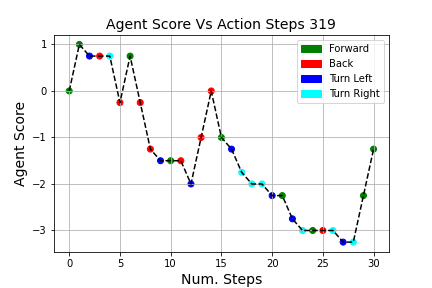 Agent Score Vs Action Steps 319
1
0
−1
−2
−3
Agent Score
Forward
Back
Turn Left
Turn Right
0 5 10 15 20 25 30
Num. Steps